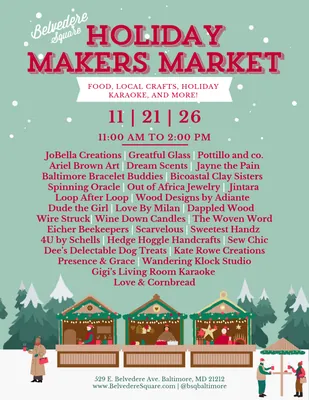 Belvedere
Square
HOLIDAY
MAKERS MARKET
FOOD, LOCAL CRAFTS, HOLIDAY
KARAOKE, AND MORE!
11 | 21 | 26
11:00 AM TO 2:00 PM
JoBella Creations | Greatful Glass | Pottillo and co.
Ariel Brown Art | Dream Scents | Jayne the Pain
Baltimore Bracelet Buddies | Bicoastal Clay Sisters
Spinning Oracle | Out of Africa Jewelry | Jintara
Loop After Loop | Wood Designs by Adiante
Dude the Girl | Love By Milan | Dappled Wood
Wire Struck | Wine Down Candles | The Woven Word
Eicher Beekeepers | Scarvelous | Sweetest Handz
4U by Schells | Hedge Hoggle Handcrafts | Sew Chic
Dee's Delectable Dog Treats | Kate Rowe Creations
Presence & Grace | Wandering Klock Studio
Gigi's Living Room Karaoke
Love & Cornbread
529 E. Belvedere Ave. Baltimore, MD 21212
www.BelvedereSquare.com | @bsqbaltimore